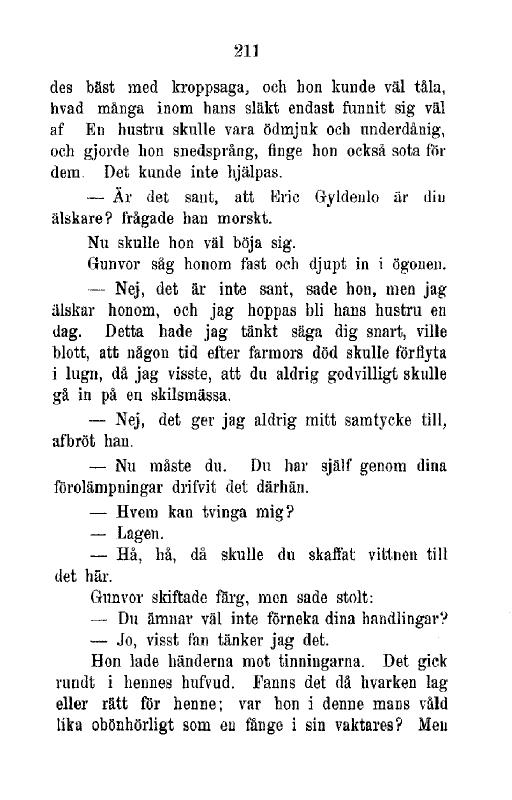 211
des bäst med kroppsaga, och hon kunde väl tåla,
hvad många inom hans släkt endast funnit sig väl
af En hustru skulle vara ödmjuk och underdånig,
och gjorde hon snedsprång, finge hon också sota för
dem. Det kunde inte hjälpas.
— Är det sant, att Eric Gyldenlo är din
älskare? frågade han morskt.
Nu skulle hon väl böja sig.
Gunvor såg honom fast och djupt in i ögonen.
— Nej, det är inte sant, sade hon, men jag
älskar honom, och jag hoppas bli hans hustru en
dag. Detta hade jag tänkt säga dig snart, ville
blott, att någon tid efter farmors död skulle förflyta
i lugn, då jag visste, att du aldrig godvilligt skulle
gå in på en skilsmässa.
— Nej, det ger jag aldrig mitt samtycke till,
afbröt han.
— Nu måste du. Du har själf genom dina
förolämpningar drifvit det därhän.
— Hvem kan tvinga mig?
— Lagen.
— Hå, hå, då skulle du skaffat vittnen till
det här.
Gunvor skiftade färg, men sade stolt:
— Du ämnar väl inte förneka dina handlingar?
— Jo, visst fan tänker jag det.
Hon lade händerna mot tinningarna. Det gick
rundt i hennes hufvud. Fanns det då hvarken lag
eller rätt för henne; var hon i denne mans våld
lika obönhörligt som en fånge i sin vaktares? Men